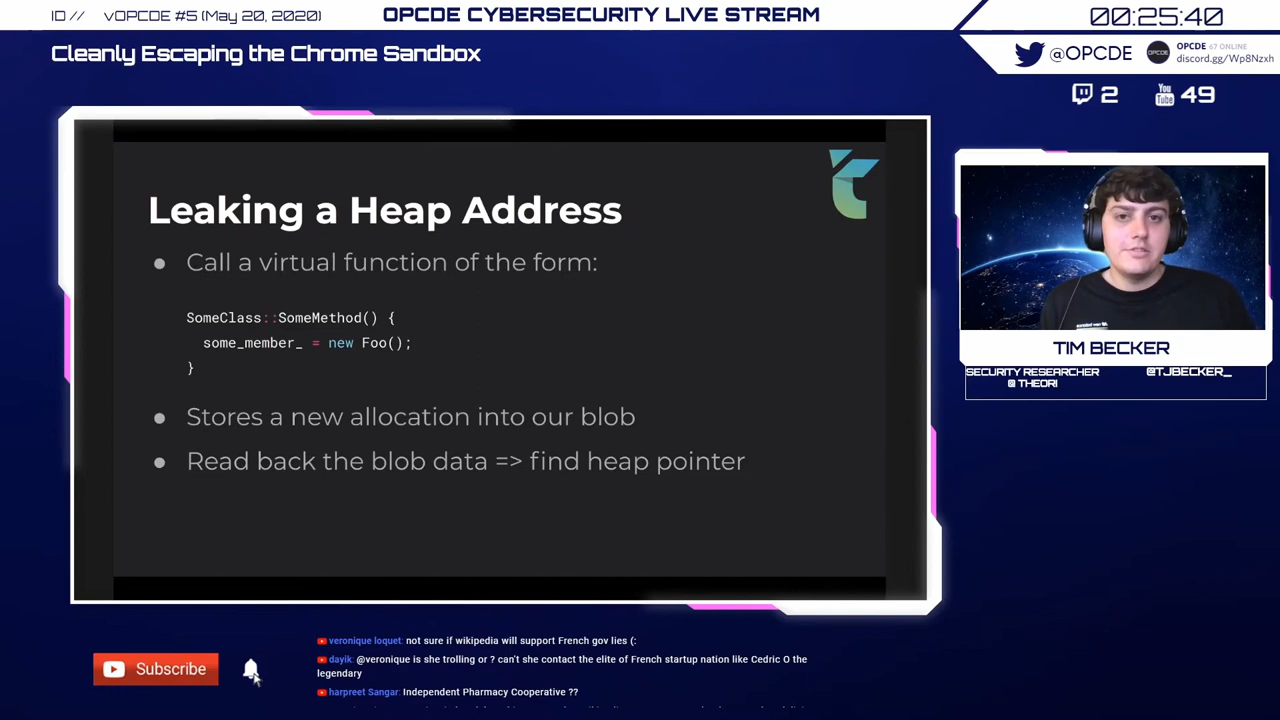 ID // vOPCDE #5 (May 20, 2020)
OPCDE CYBERSECURITY LIVE STREAM
00:25:40
Cleanly Escaping the Chrome Sandbox
@OPCDE
OPCDE 67 ONLINE
discord.gg/Wp8Nzxh
2
You Tube 49
Leaking a Heap Address
● Call a virtual function of the form:
SomeClass::SomeMethod() {
some_member_ = new Foo();
}
● Stores a new allocation into our blob
● Read back the blob data => find heap pointer
TIM BECKER
SECURITY RESEARCHER
@ THEORI
@TJBECKER_
Subscribe
veronique loquet: not sure if wikipedia will support French gov lies (:
dayik: @veronique is she trolling or ? can't she contact the elite of French startup nation like Cedric O the
legendary
harpreet Sangar: Independent Pharmacy Cooperative ??